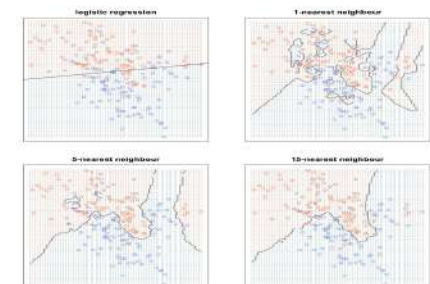 logistic regression
1-nearest neighbour
5-nearest neighbour
15-nearest neighbour